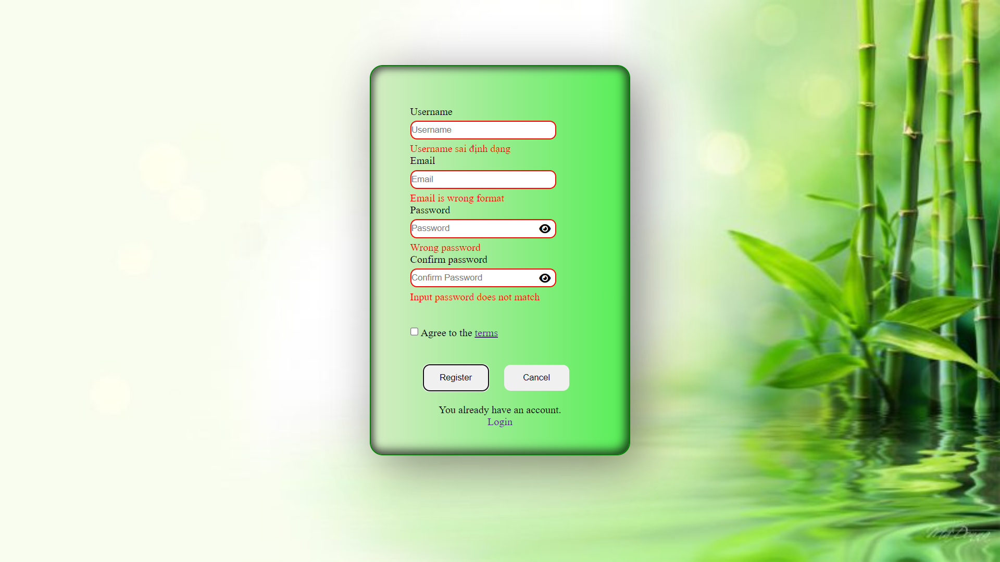 Username
Username
Username sai định dạng
Email
Email
Email is wrong format
Password
Password
Wrong password
Confirm password
Confirm Password
Input password does not match
Agree to the terms
Register Cancel
You already have an account.
Login